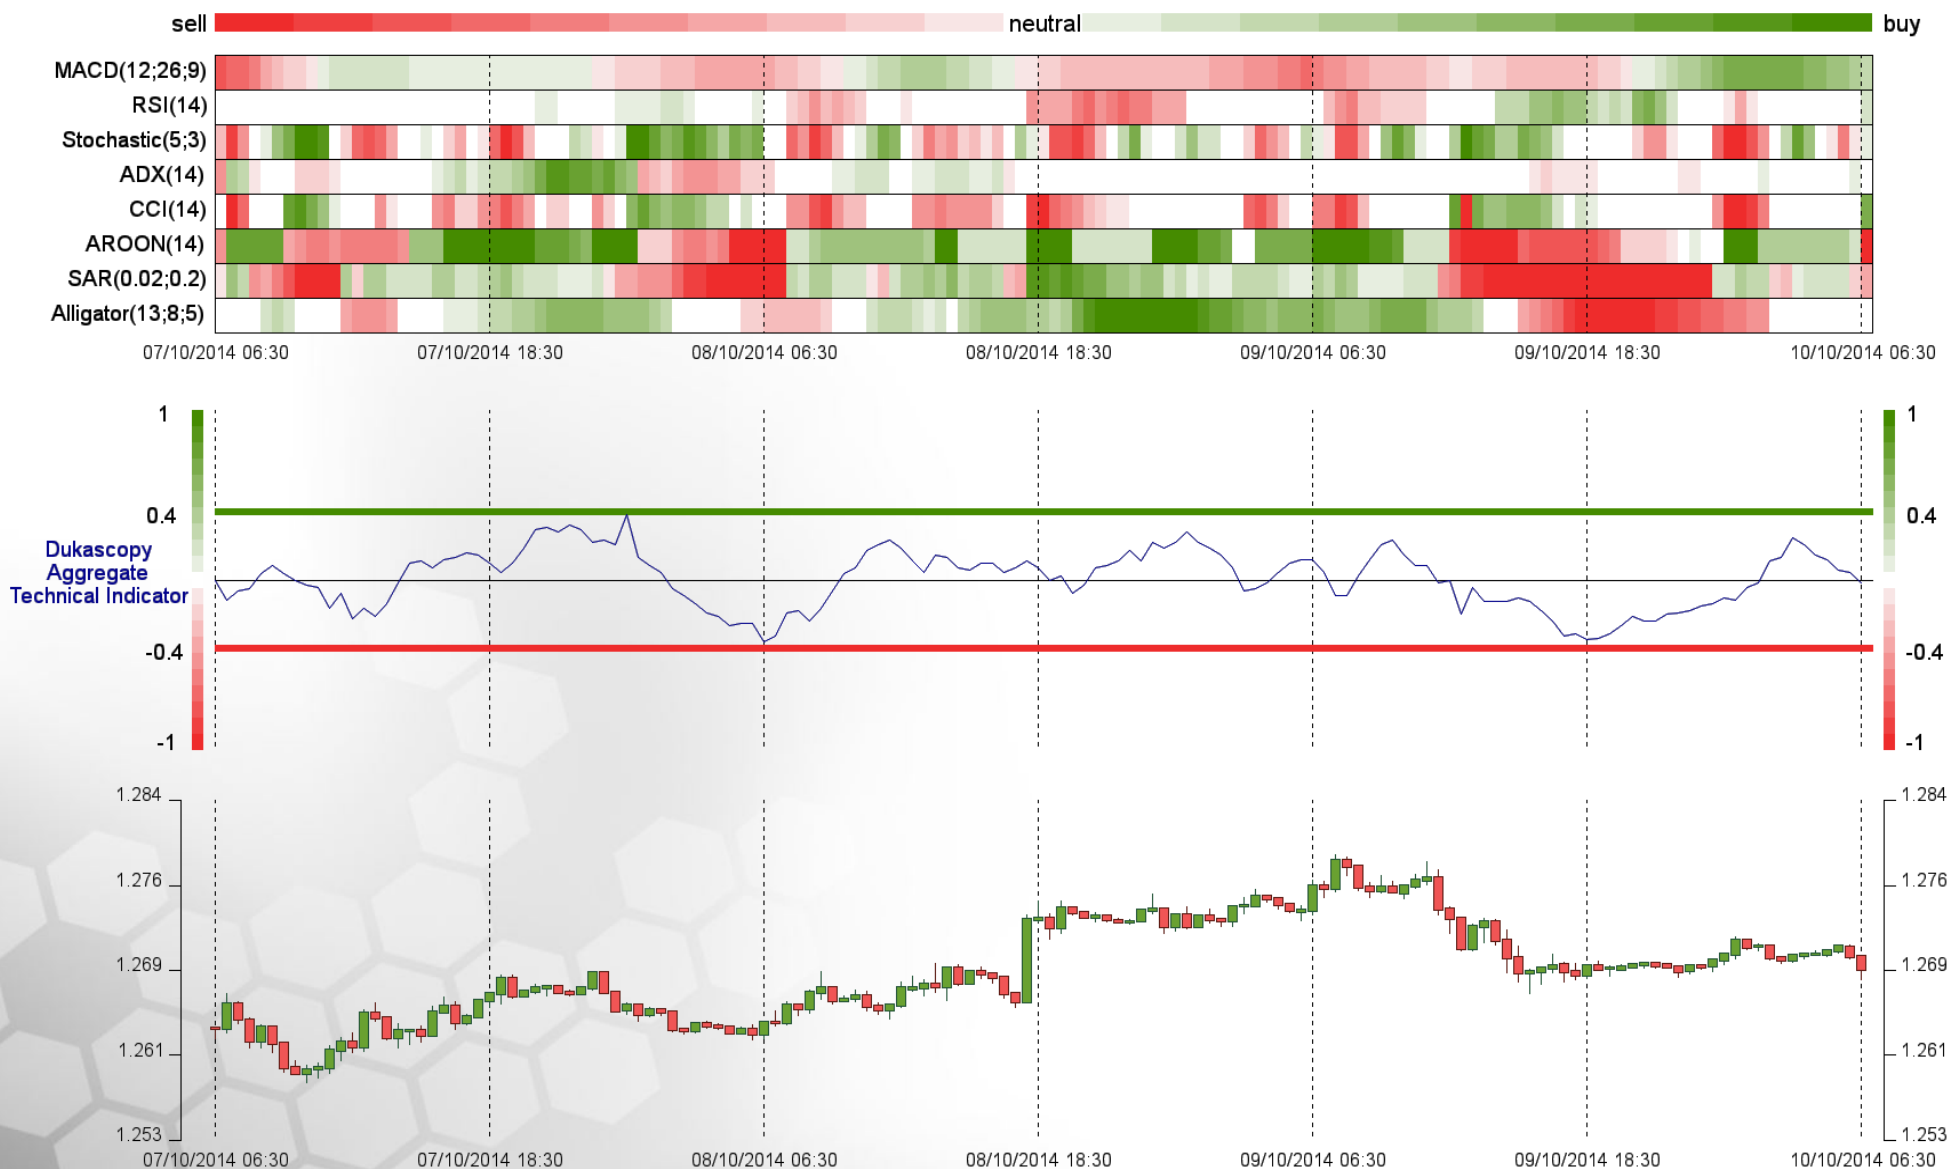 sell neutral buy
MACD(12;26;9)
RSI(14)
Stochastic(5;3)
ADX(14)
CCI(14)
AROON(14)
SAR(0.02;0.2)
Alligator(13;8;5)
07/10/2014 06:30 07/10/2014 18:30 08/10/2014 06:30 08/10/2014 18:30 09/10/2014 06:30 09/10/2014 18:30 10/10/2014 06:30
1 1
0.4 0.4
Dukascopy
Aggregate
Technical Indicator
-0.4 -0.4
-1 -1
1.284 1.284
1.276 1.276
1.269 1.269
1.261 1.261
1.253 1.253
07/10/2014 06:30 07/10/2014 18:30 08/10/2014 06:30 08/10/2014 18:30 09/10/2014 06:30 09/10/2014 18:30 10/10/2014 06:30